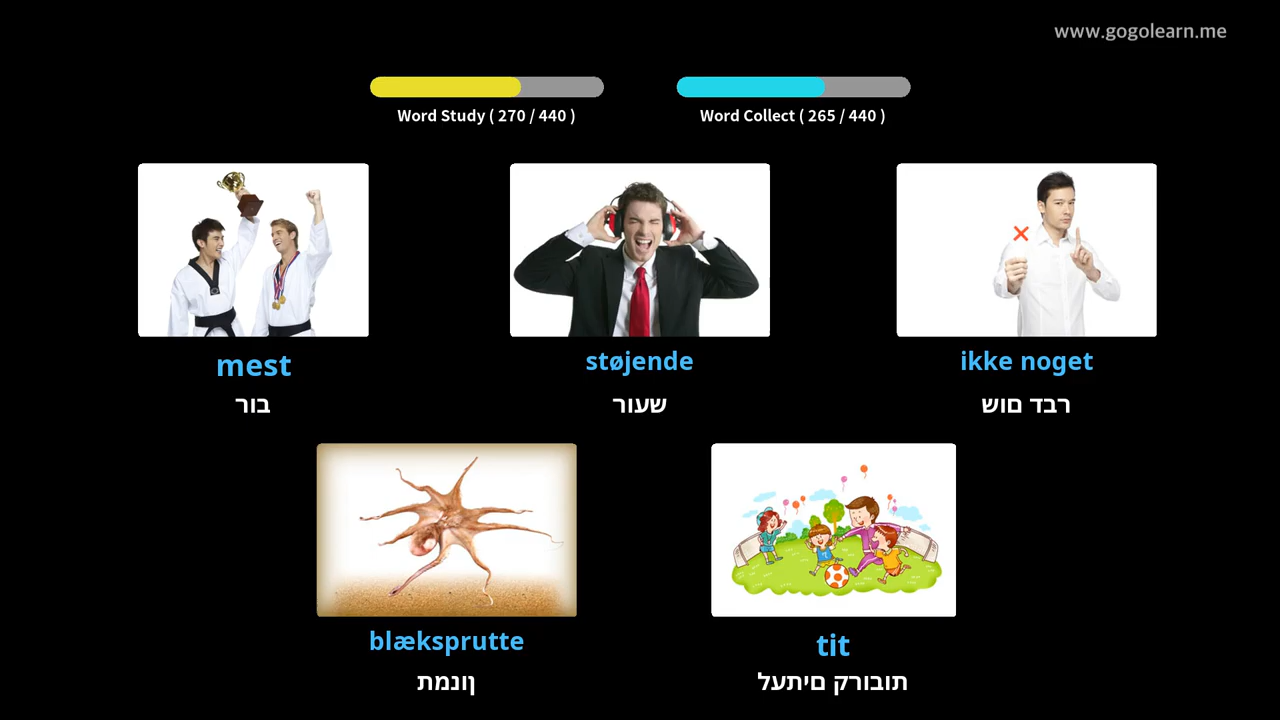 www.gogolearn.me
Word Study ( 270 / 440 )
Word Collect ( 265 / 440 )
mest
בור
støjende
שעור
ikke noget
רבד םוש
blæksprutte
ןונמת
tit
תובורק םיתעל